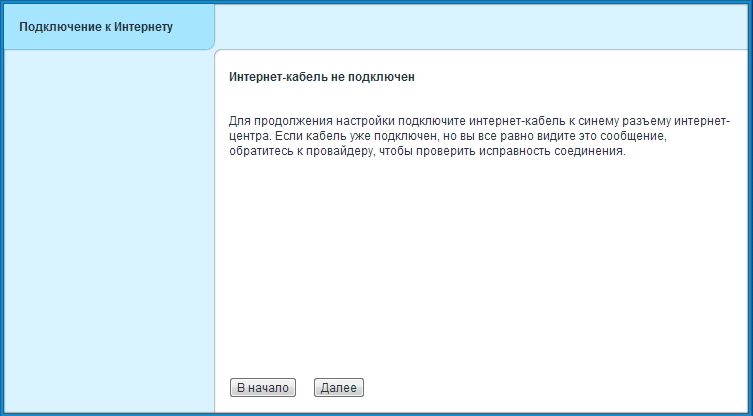 Подключение к Интернету
Интернет-кабель не подключен
Для продолжения настройки подключите интернет-кабель к синему разъему интернет-
центра. Если кабель уже подключен, но вы все равно видите это сообщение,
обратитесь к провайдеру, чтобы проверить исправность соединения.
В начало
Далее